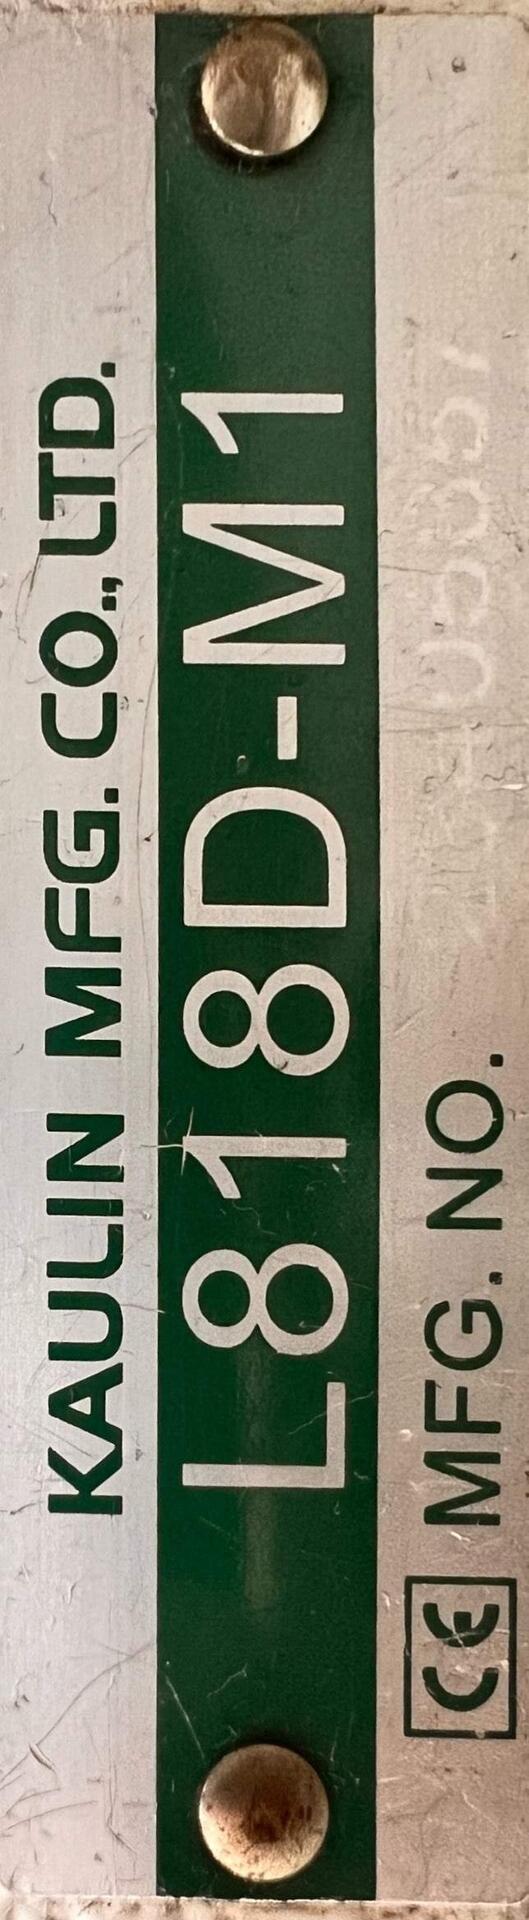 KAULIN MFG. CO., LTD.
L818D-M1
CE MFG. NO.